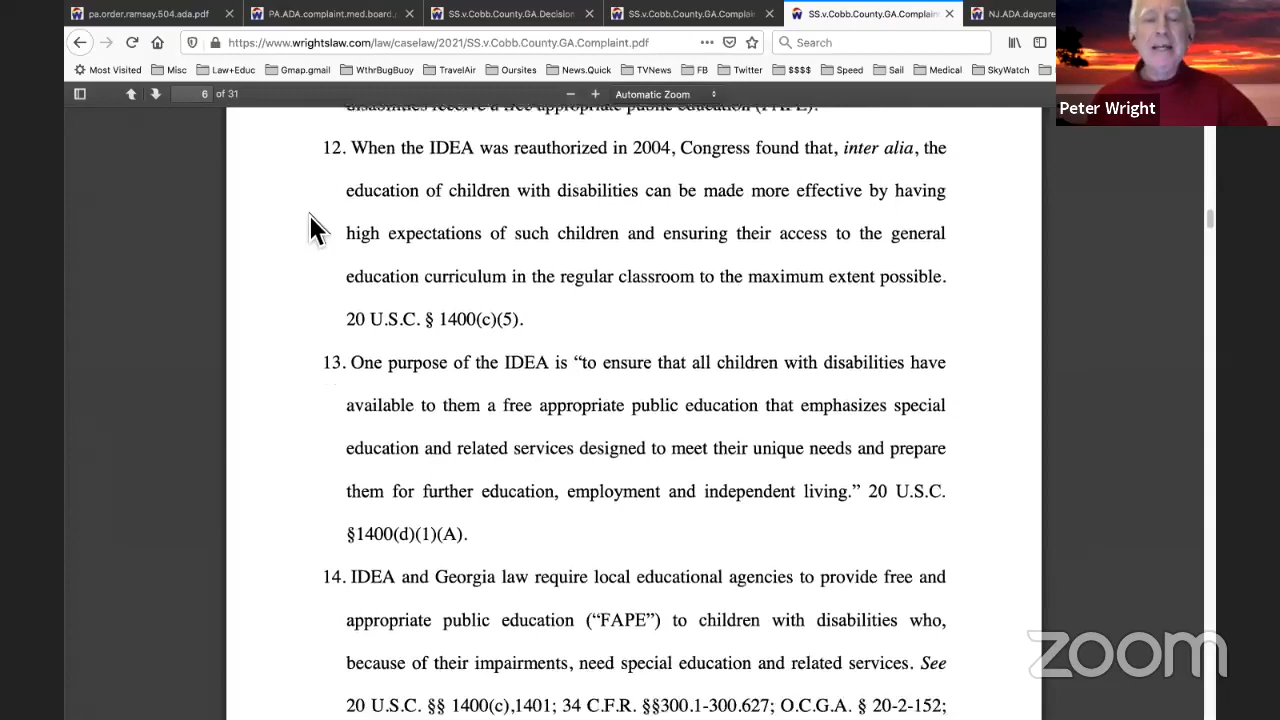 pa.order.ramsay.504.ada.pdf
PA.ADA.complaint.med.board.
SS.v.Cobb.County.GA.Decision
SS.v.Cobb.County.GA.Complain
SS.v.Cobb.County.GA.Complain
NJ.ADA.daycare
https://www.wrightslaw.com/law/caselaw/2021/SS.v.Cobb.County.GA.Complaint.pdf
Search
Most Visited Misc Law+Educ Gmap.gmail WthrBugBuoy TravelAir Oursites News.Quick TVNews FB Twitter $$$$ Speed Sail Medical SkyWatch
6 of 31
Automatic Zoom
Peter Wright
disabilities receive a free appropriate public education (FAPE).
12. When the IDEA was reauthorized in 2004, Congress found that, inter alia, the
education of children with disabilities can be made more effective by having
high expectations of such children and ensuring their access to the general
education curriculum in the regular classroom to the maximum extent possible.
20 U.S.C. § 1400(c)(5).
13. One purpose of the IDEA is “to ensure that all children with disabilities have
available to them a free appropriate public education that emphasizes special
education and related services designed to meet their unique needs and prepare
them for further education, employment and independent living.” 20 U.S.C.
§1400(d)(1)(A).
14. IDEA and Georgia law require local educational agencies to provide free and
appropriate public education (“FAPE”) to children with disabilities who,
because of their impairments, need special education and related services. See
20 U.S.C. §§ 1400(c),1401; 34 C.F.R. §§300.1-300.627; O.C.G.A. § 20-2-152;
zoom